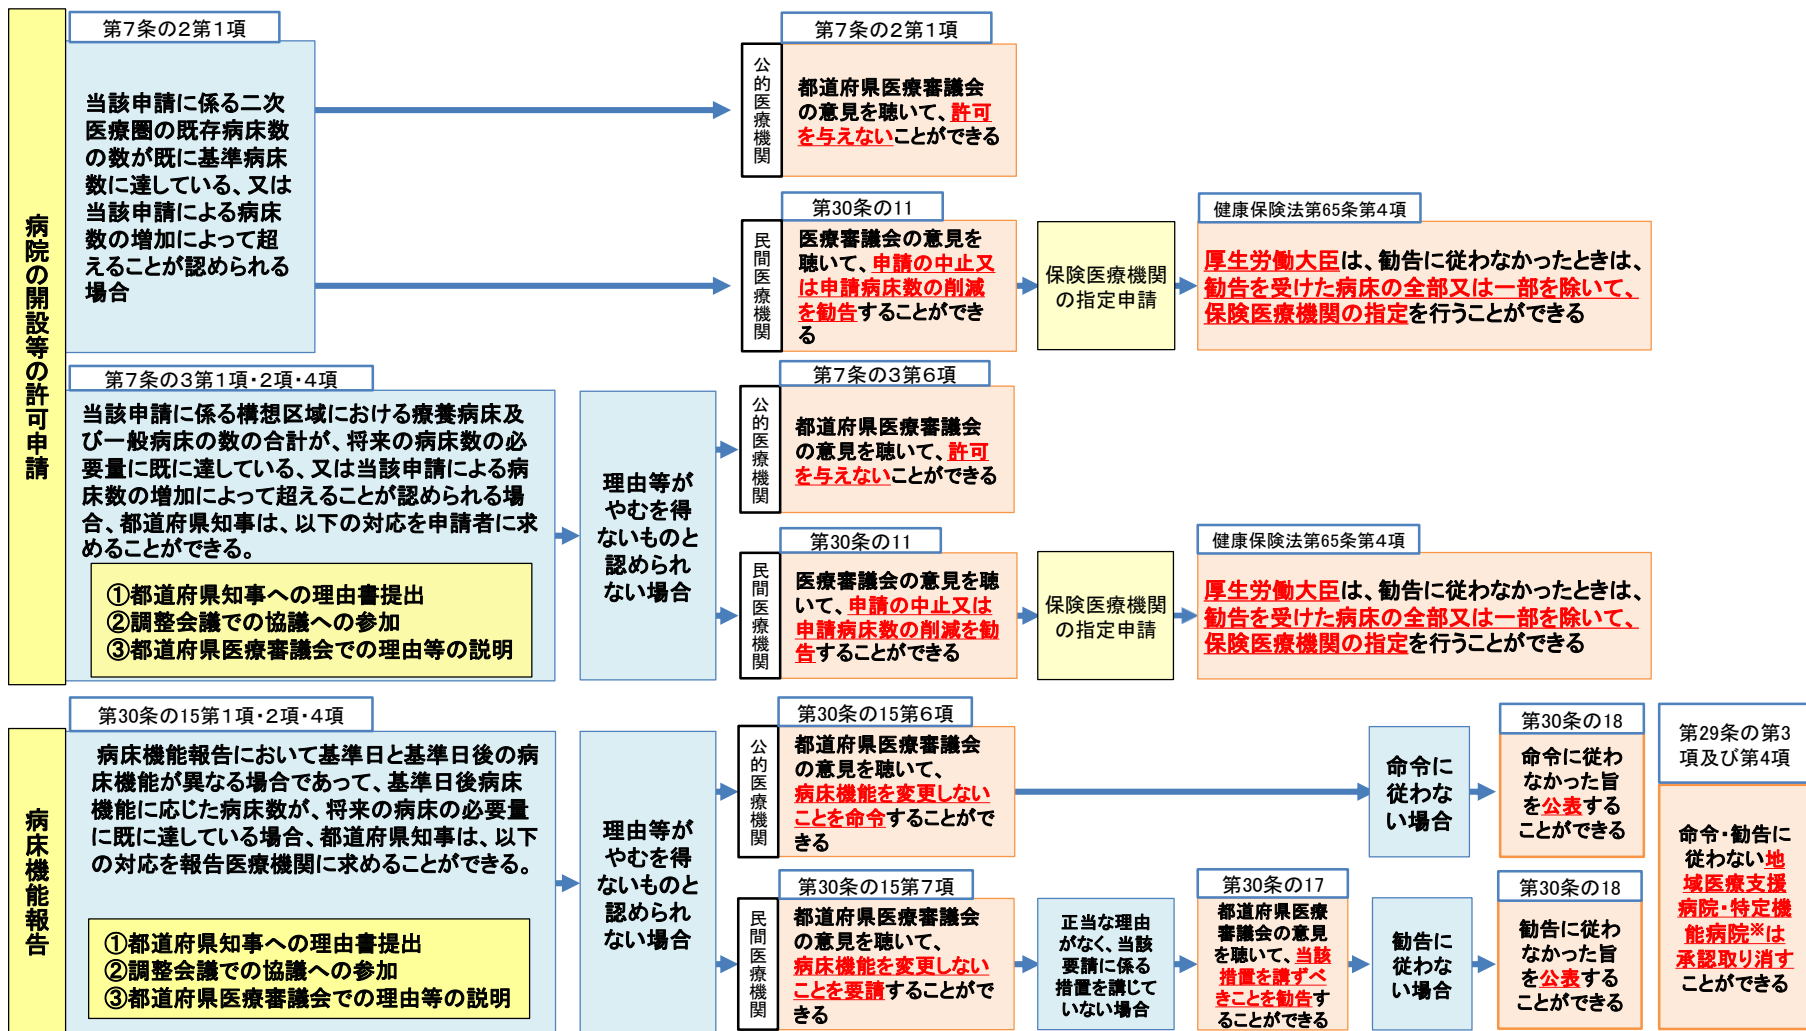 病院の開設等の許可申請
第7条の2第1項
当該申請に係る二次
医療圏の既存病床数
の数が既に基準病床
数に達している、又は
当該申請による病床
数の増加によって超
えることが認められる
場合
第7条の2第1項
公的医療機関
都道府県医療審議会
の意見を聴いて、許可
を与えないことができる
第30条の11
民間医療機関
医療審議会の意見を
聴いて、申請の中止又
は申請病床数の削減
を勧告することができ
る
保険医療機関
の指定申請
健康保険法第65条第4項
厚生労働大臣は、勧告に従わなかったときは、
勧告を受けた病床の全部又は一部を除いて、
保険医療機関の指定を行うことができる
第7条の3第1項・2項・4項
当該申請に係る構想区域における療養病床及
び一般病床の数の合計が、将来の病床数の必
要量に既に達している、又は当該申請による病
床数の増加によって超えることが認められる場
合、都道府県知事は、以下の対応を申請者に求
めることができる。
①都道府県知事への理由書提出
②調整会議での協議への参加
③都道府県医療審議会での理由等の説明
理由等が
やむを得
ないものと
認められ
ない場合
第7条の3第6項
公的医療機関
都道府県医療審議会
の意見を聴いて、許可
を与えないことができる
第30条の11
民間医療機関
医療審議会の意見を聴
いて、申請の中止又は
申請病床数の削減を勧
告することができる
保険医療機関
の指定申請
健康保険法第65条第4項
厚生労働大臣は、勧告に従わなかったときは、
勧告を受けた病床の全部又は一部を除いて、
保険医療機関の指定を行うことができる
病床機能報告
第30条の15第1項・2項・4項
病床機能報告において基準日と基準日後の病
床機能が異なる場合であって、基準日後病床
機能に応じた病床数が、将来の病床の必要量
に既に達している場合、都道府県知事は、以下
の対応を報告医療機関に求めることができる。
①都道府県知事への理由書提出
②調整会議での協議への参加
③都道府県医療審議会での理由等の説明
理由等が
やむを得
ないものと
認められ
ない場合
第30条の15第6項
公的医療機関
都道府県医療審議会
の意見を聴いて、
病床機能を変更しない
ことを命令することがで
きる
命令に
従わな
い場合
第30条の18
命令に従わ
なかった旨
を公表する
ことができる
第30条の15第7項
民間医療機関
都道府県医療審議会
の意見を聴いて、
病床機能を変更しない
ことを要請することがで
きる
正当な理由
がなく、当該
要請に係る
措置を講じて
いない場合
第30条の17
都道府県医療
審議会の意見
を聴いて、当該
措置を講ずべ
きことを勧告す
ることができる
勧告に
従わな
い場合
第30条の18
勧告に従わ
なかった旨
を公表する
ことができる
第29条の第3
項及び第4項
命令・勧告に
従わない地
域医療支援
病院・特定機
能病院※は
承認取り消す
ことができる